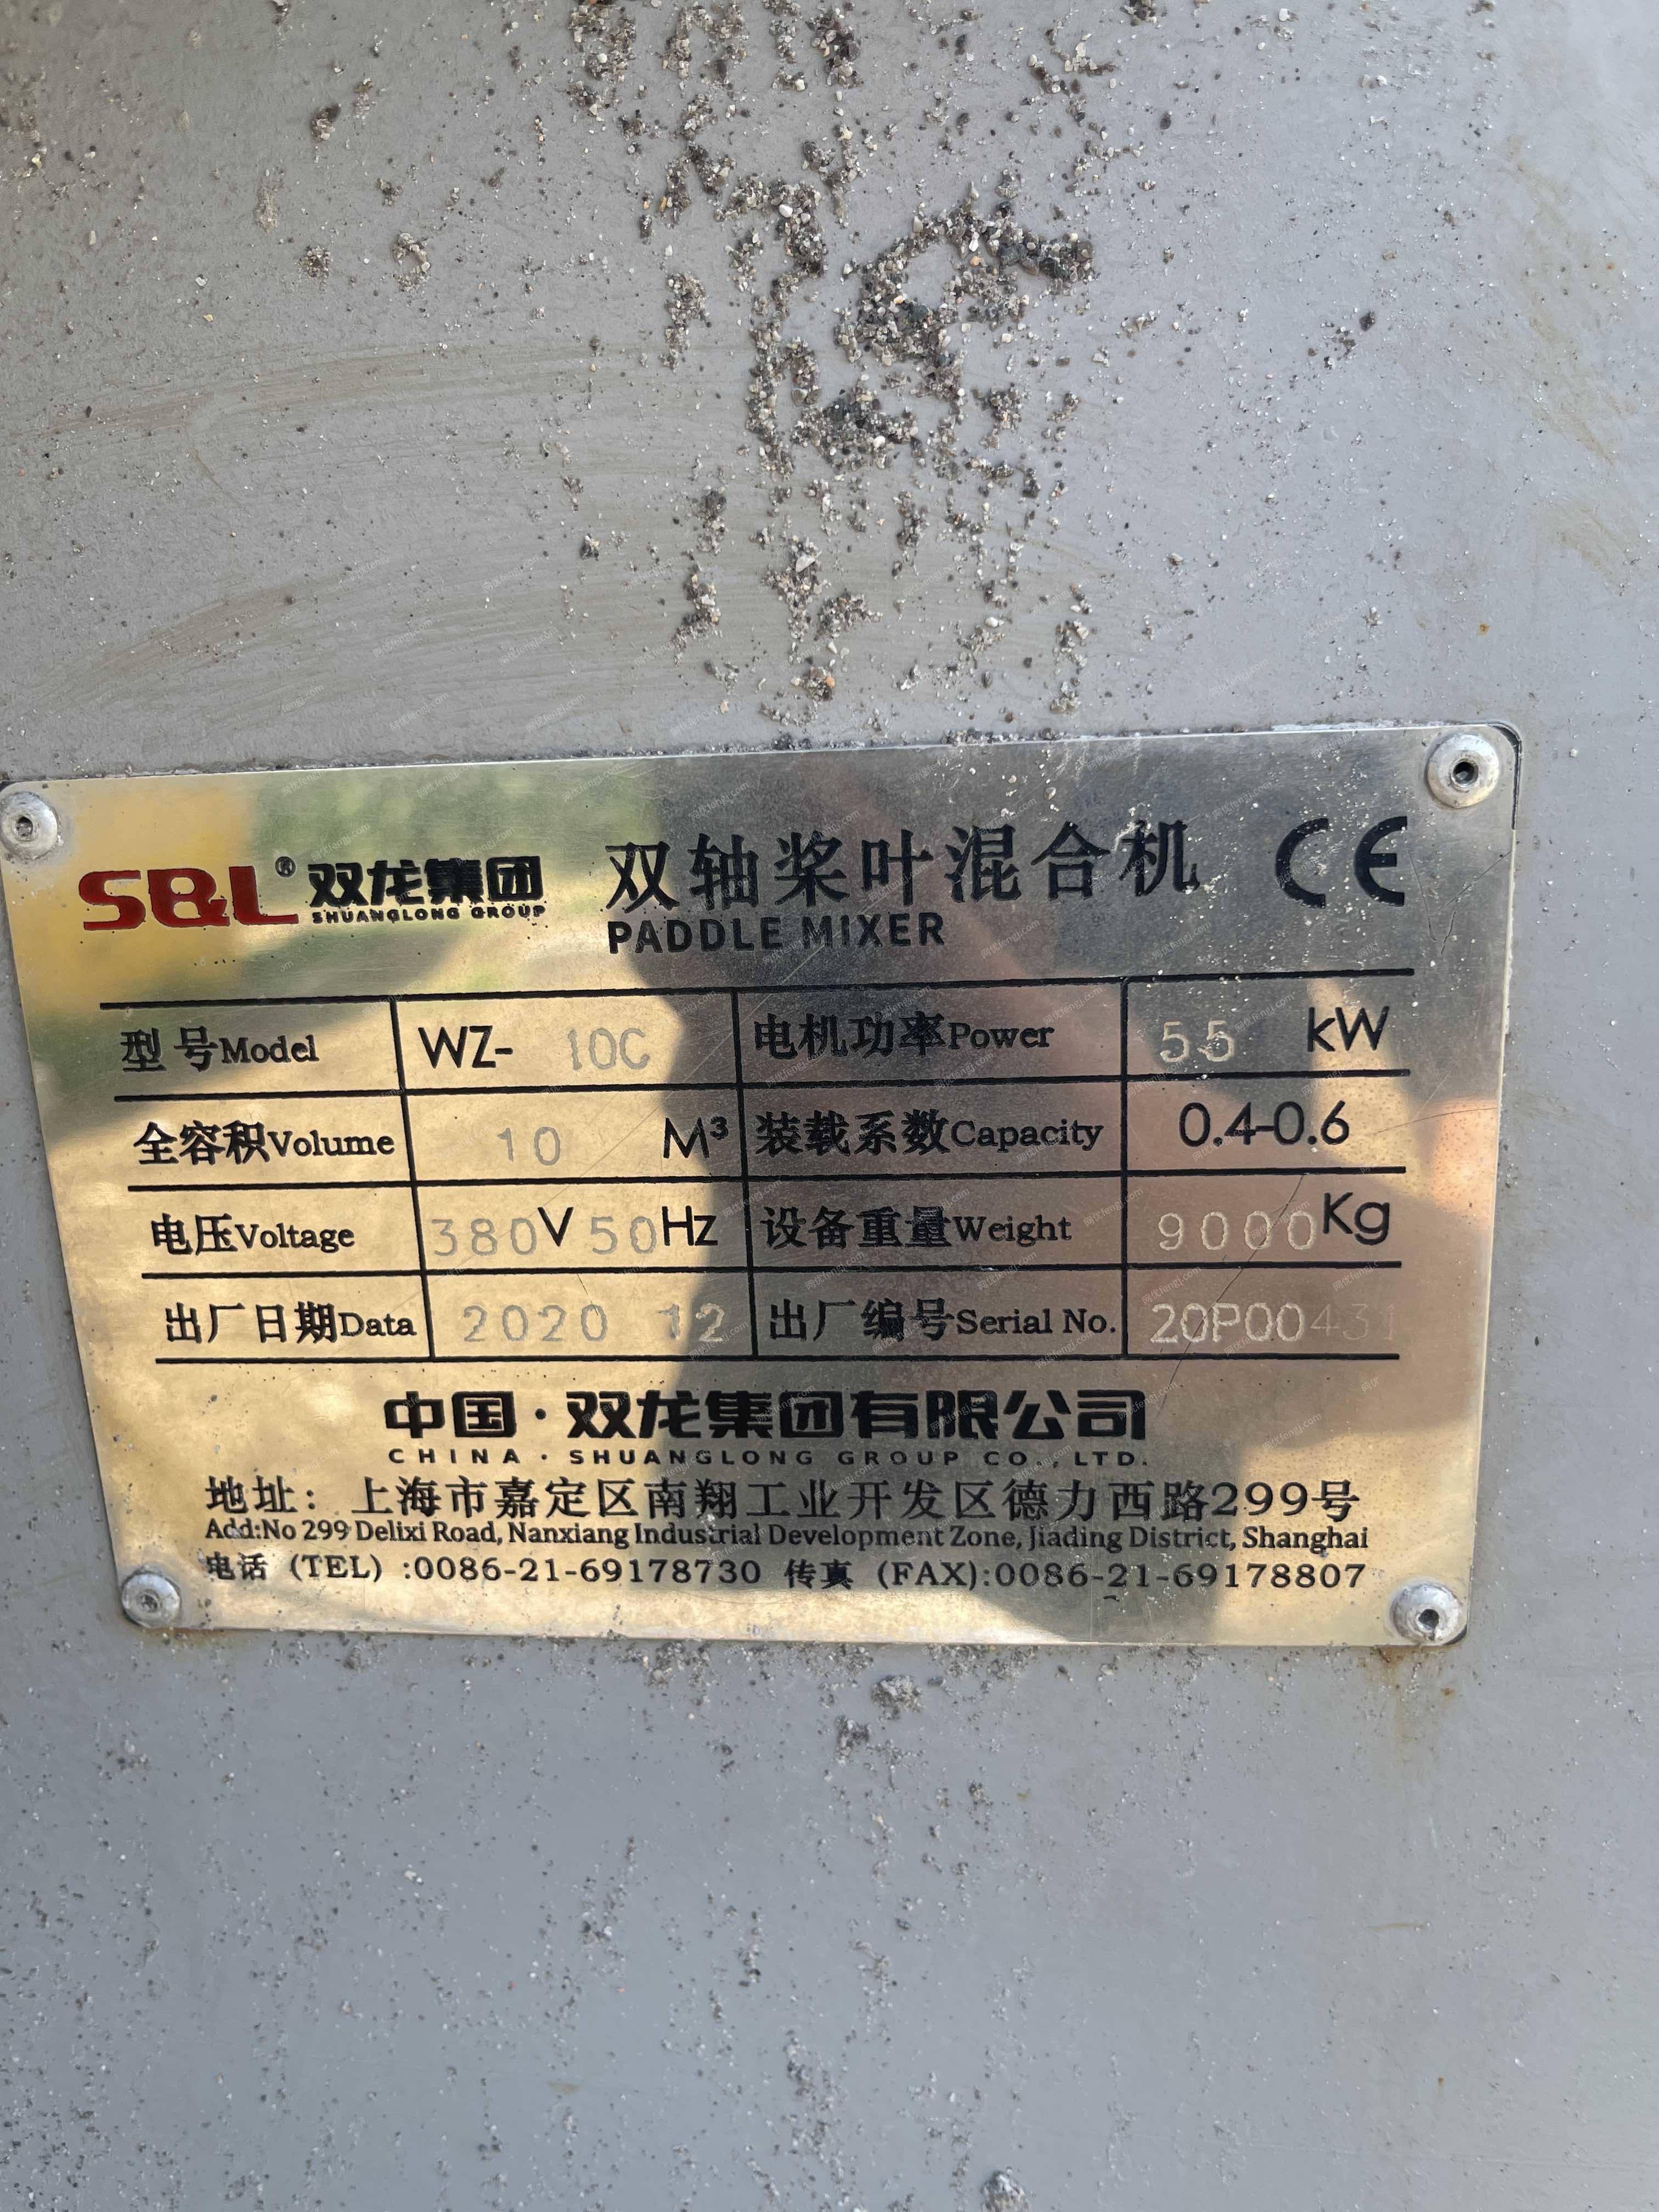 S&L® 双龙集团 双轴桨叶混合机 CE
SHUANGLONG GROUP PADDLE MIXER
型号Model WZ- 10C 电机功率Power 55 kW
全容积Volume 10 M³ 装载系数Capacity 0.4-0.6
电压Voltage 380V 50Hz 设备重量Weight 9000Kg
出厂日期Data 2020 12 出厂编号Serial No. 20P00431
中国·双龙集团有限公司
CHINA · SHUANGLONG GROUP CO., LTD.
地址：上海市嘉定区南翔工业开发区德力西路299号
Add:No 299 Delixi Road, Nanxiang Industrial Development Zone, Jiading District, Shanghai
电话 (TEL) :0086-21-69178730 传真 (FAX):0086-21-69178807